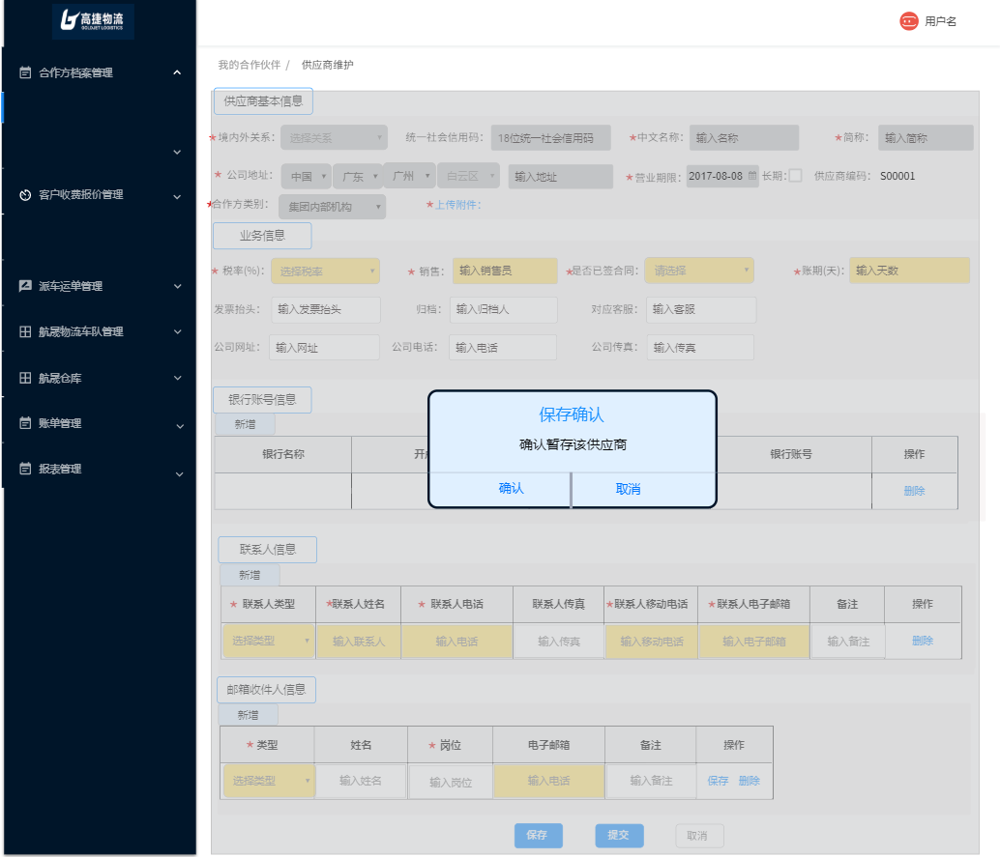 高捷物流
GOLDJET LOGISTICS
用户名
合作方档案管理
客户收费报价管理
派车运单管理
航晟物流车队管理
航晟仓库
账单管理
报表管理
我的合作伙伴 / 供应商维护
供应商基本信息
*境内外关系: 选择关系 统一社会信用码: 18位统一社会信用码 *中文名称: 输入名称 *简称: 输入简称
* 公司地址: 中国 广东 广州 白云区 输入地址 *营业期限: 2017-08-08 长期: 供应商编码: S00001
*合作方类别: 集团内部机构 *上传附件:
业务信息
* 税率(%): 选择税率 * 销售: 输入销售员 *是否已签合同: 请选择 *账期(天): 输入天数
发票抬头: 输入发票抬头 归档: 输入归档人 对应客服: 输入客服
公司网址: 输入网址 公司电话: 输入电话 公司传真: 输入传真
银行账号信息
新增
银行名称 银行账号 操作
删除
保存确认
确认暂存该供应商
确认 取消
联系人信息
新增
* 联系人类型 *联系人姓名 * 联系人电话 联系人传真 *联系人移动电话 *联系人电子邮箱 备注 操作
选择类型 输入联系人 输入电话 输入传真 输入移动电话 输入电子邮箱 输入备注 删除
邮箱收件人信息
新增
* 类型 姓名 * 岗位 电子邮箱 备注 操作
选择类型 输入姓名 输入岗位 输入电话 输入备注 保存 删除
保存 提交 取消